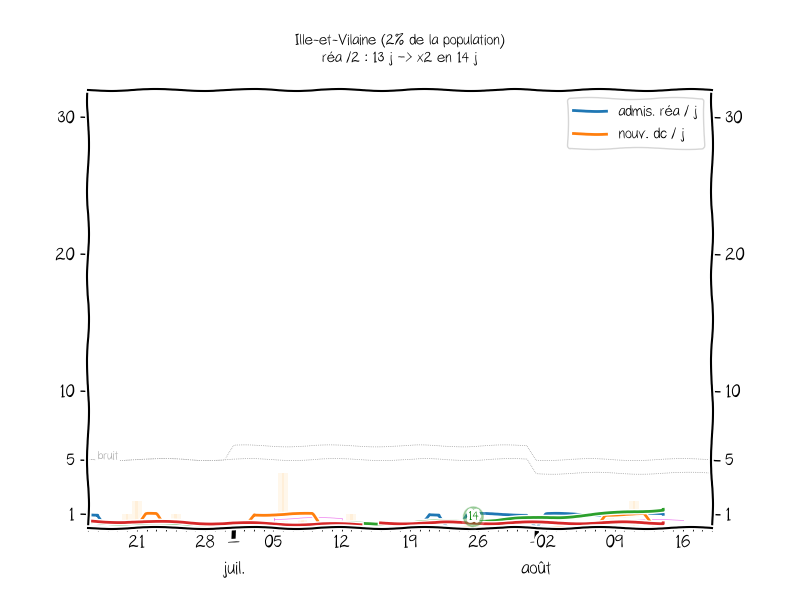 Ille-et-Vilaine (2% de la population)
réa /2 : 13 j -> x2 en 14 j
admis. réa / j
nouv. dc / j
30 30
20 20
10 10
bruit
5 5
14
1 1
21 28 05 12 19 26 02 09 16
juil. août